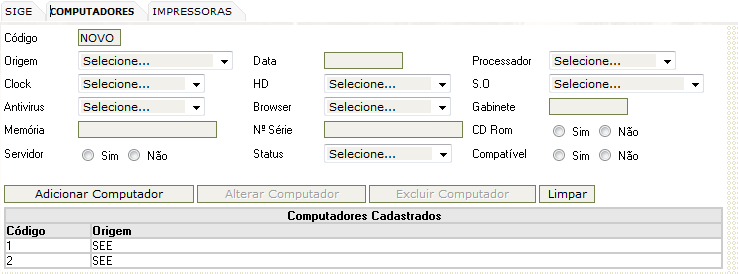 SIGE COMPUTADORES IMPRESSORAS
Código NOVO
Origem Selecione... Data Processador Selecione...
Clock Selecione... HD Selecione... S.O Selecione...
Antivirus Selecione... Browser Selecione... Gabinete
Memória Nº Série CD Rom Sim Não
Servidor Sim Não Status Selecione... Compatível Sim Não
Adicionar Computador Alterar Computador Excluir Computador Limpar
Computadores Cadastrados
Código Origem
1 SEE
2 SEE